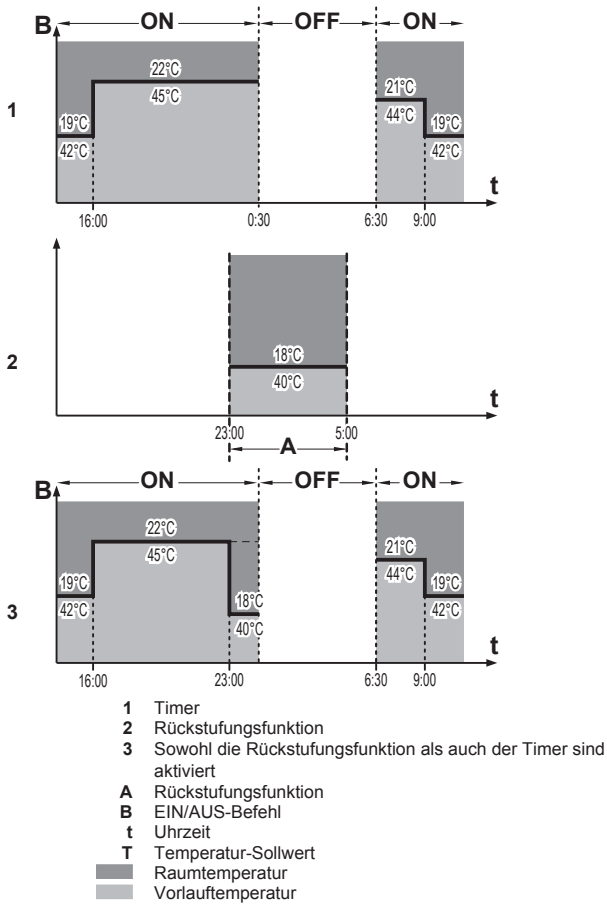 B ON OFF ON
22°C
45°C
21°C
44°C
19°C
42°C
19°C
42°C
1
t
16:00 0:30 6:30 9:00
2
18°C
40°C
t
23:00 5:00
A
B ON OFF ON
22°C
45°C
21°C
44°C
19°C
42°C
18°C
40°C
19°C
42°C
3
t
16:00 23:00 6:30 9:00
1 Timer
2 Rückstufungsfunktion
3 Sowohl die Rückstufungsfunktion als auch der Timer sind
aktiviert
A Rückstufungsfunktion
B EIN/AUS-Befehl
t Uhrzeit
T Temperatur-Sollwert
Raumtemperatur
Vorlauftemperatur